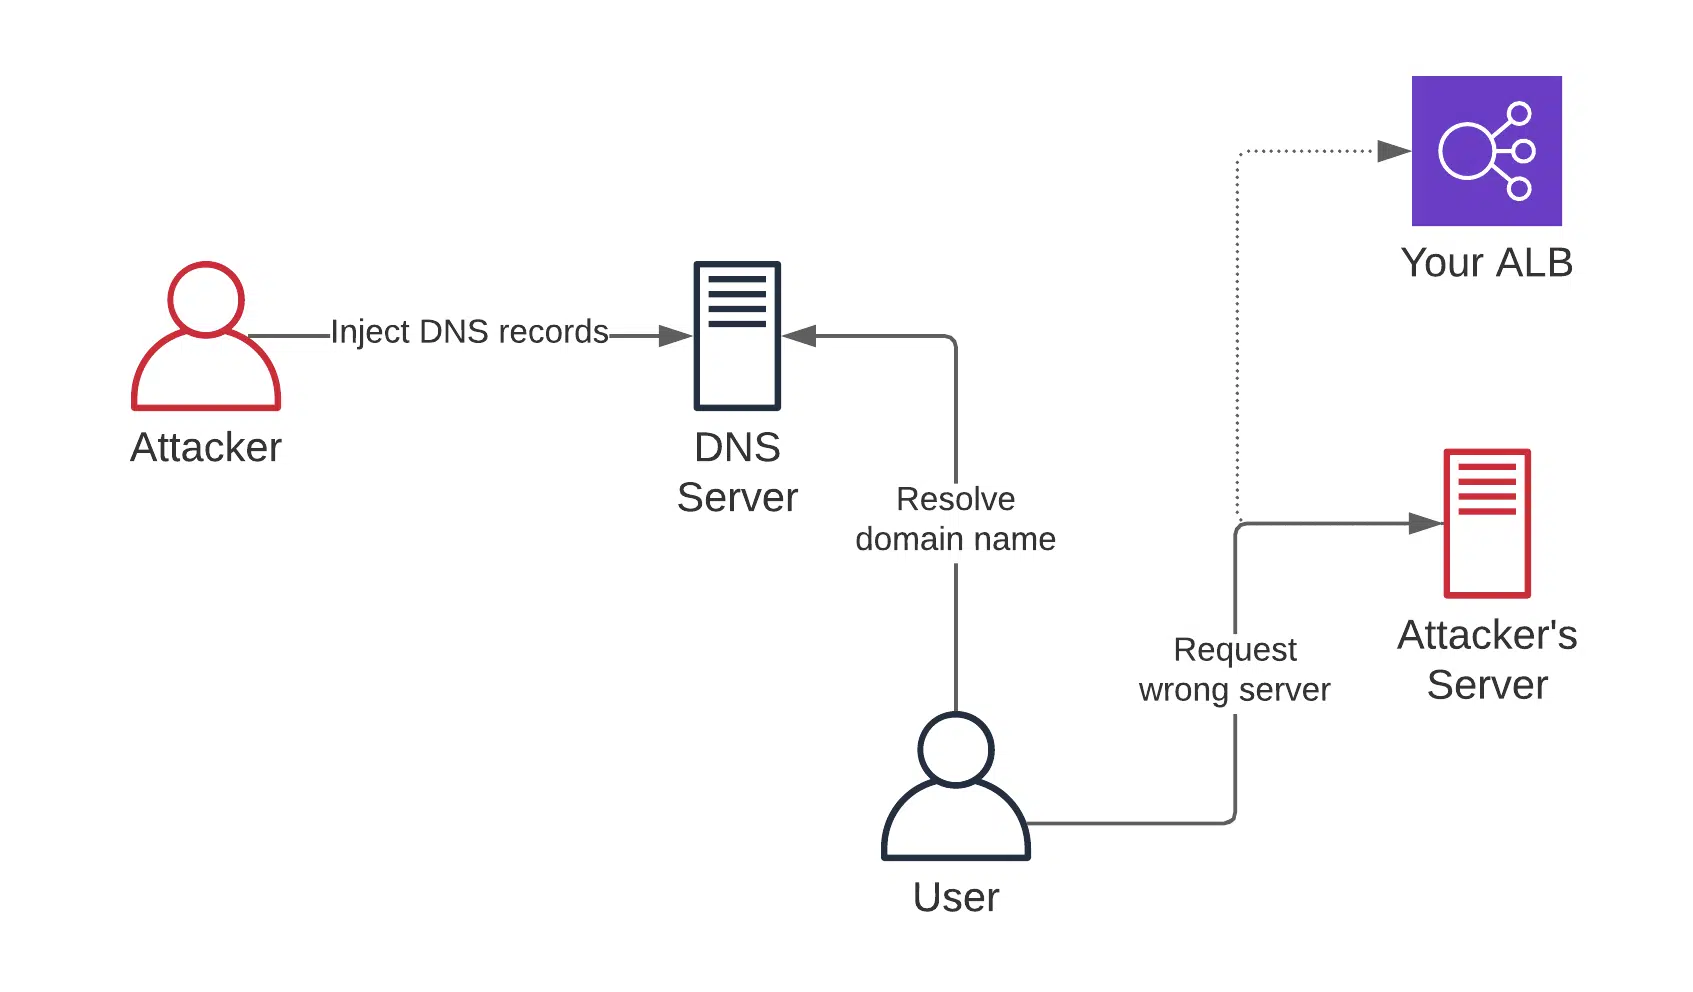 Your ALB
Inject DNS records
Attacker
DNS
Server
Resolve
domain name
Request
wrong server
Attacker's
Server
User